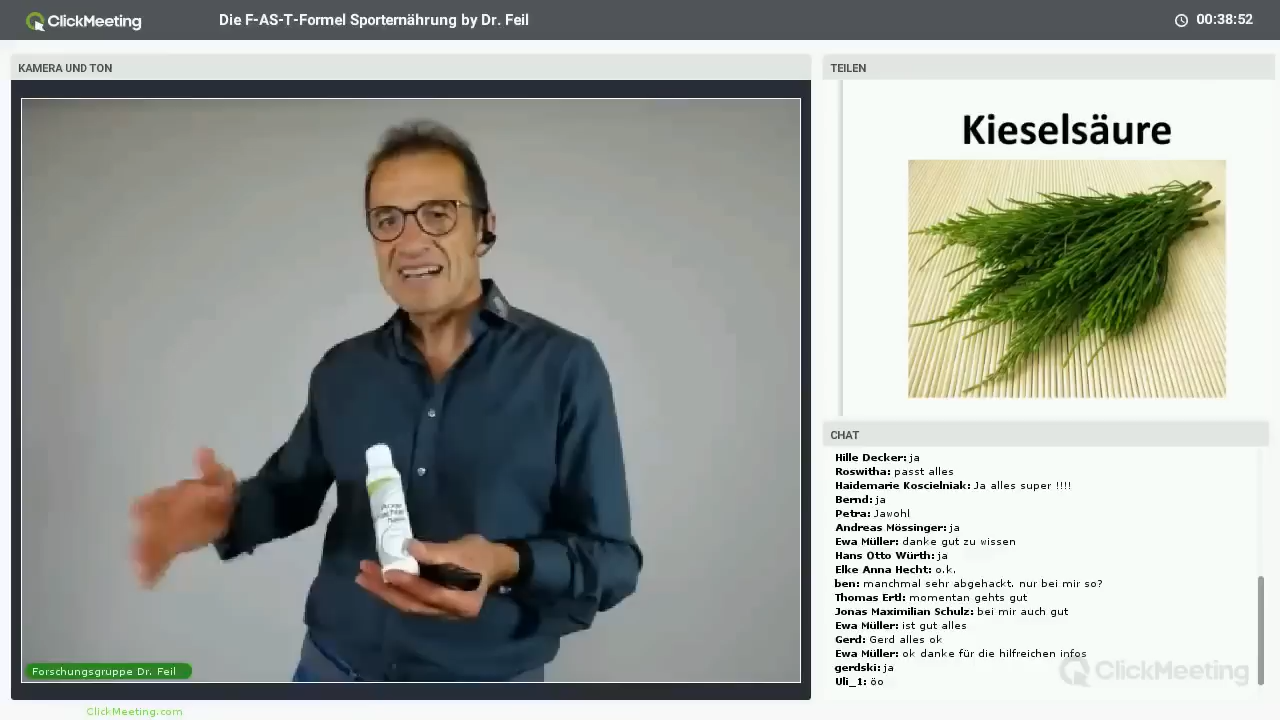 ClickMeeting
Die F-AS-T-Formel Sporternährung by Dr. Feil
00:38:52
KAMERA UND TON
Forschungsgruppe Dr. Feil
ClickMeeting.com
TEILEN
Kieselsäure
CHAT
Hille Decker: ja
Roswitha: passt alles
Haidemarie Koscielniak: Ja alles super !!!!
Bernd: ja
Petra: Jawohl
Andreas Mössinger: ja
Ewa Müller: danke gut zu wissen
Hans Otto Würth: ja
Elke Anna Hecht: o.k.
ben: manchmal sehr abgehackt. nur bei mir so?
Thomas Ertl: momentan gehts gut
Jonas Maximilian Schulz: bei mir auch gut
Ewa Müller: ist gut alles
Gerd: Gerd alles ok
Ewa Müller: ok danke für die hilfreichen infos
gerdski: ja
Uli_1: öo
ClickMeeting